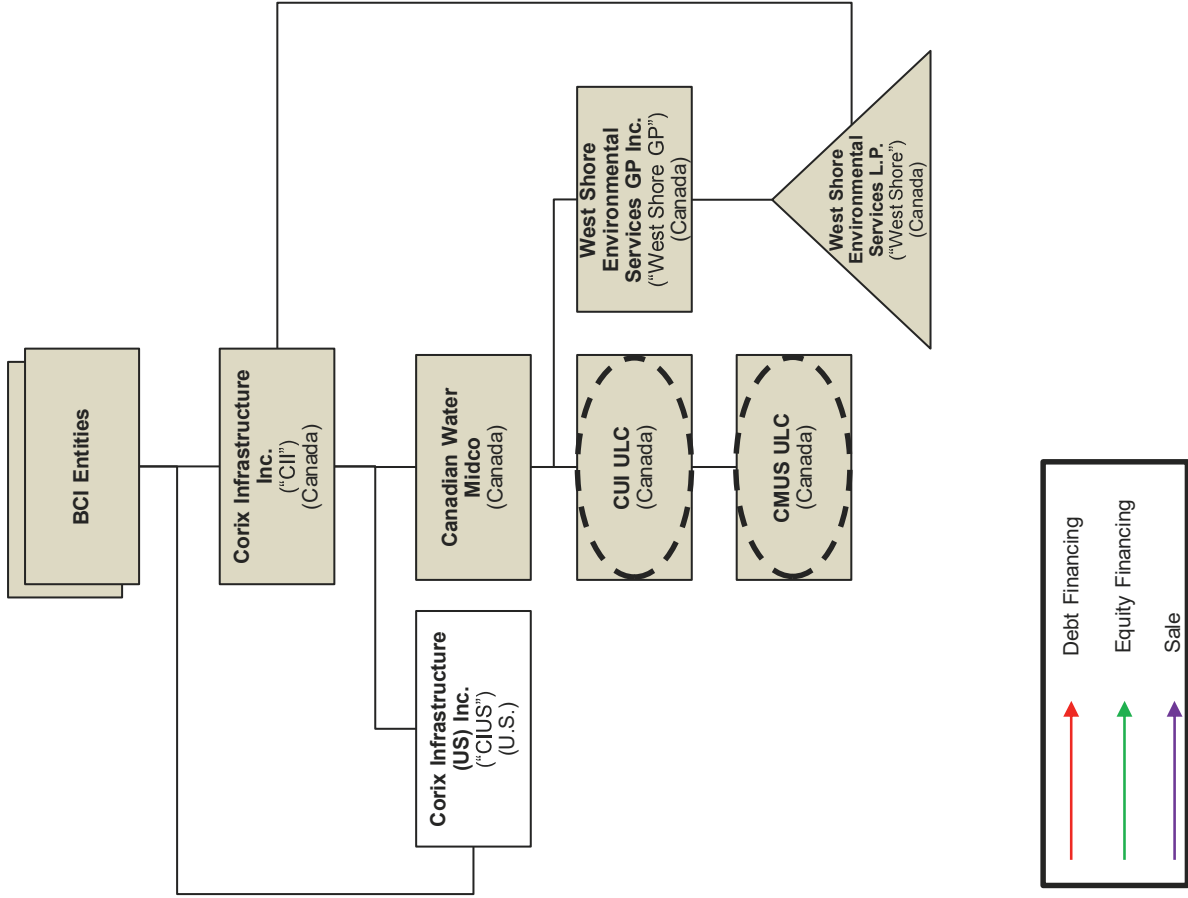 BCI Entities
Corix Infrastructure
Inc.
(“CII”)
(Canada)
Corix Infrastructure
(US) Inc.
(“CIUS”)
(U.S.)
Canadian Water
Midco
(Canada)
CUI ULC
(Canada)
CMUS ULC
(Canada)
West Shore
Environmental
Services GP Inc.
(“West Shore GP”)
(Canada)
West Shore
Environmental
Services L.P.
(“West Shore”)
(Canada)
Debt Financing
Equity Financing
Sale